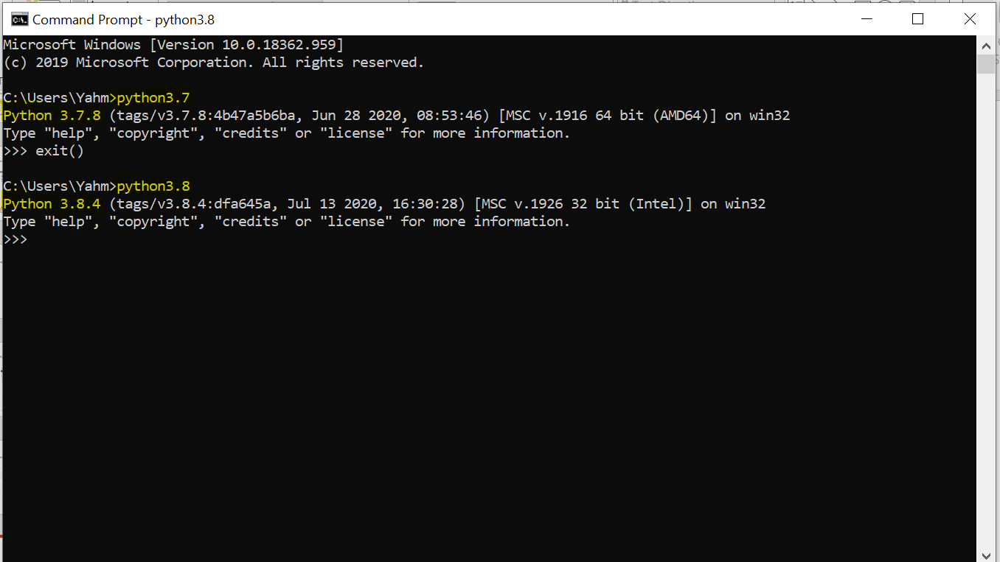 Command Prompt - python3.8
Microsoft Windows [Version 10.0.18362.959]
(c) 2019 Microsoft Corporation. All rights reserved.
C:\Users\Yahm>python3.7
Python 3.7.8 (tags/v3.7.8:4b47a5b6ba, Jun 28 2020, 08:53:46) [MSC v.1916 64 bit (AMD64)] on win32
Type "help", "copyright", "credits" or "license" for more information.
>>> exit()
C:\Users\Yahm>python3.8
Python 3.8.4 (tags/v3.8.4:dfa645a, Jul 13 2020, 16:30:28) [MSC v.1926 32 bit (Intel)] on win32
Type "help", "copyright", "credits" or "license" for more information.
>>>